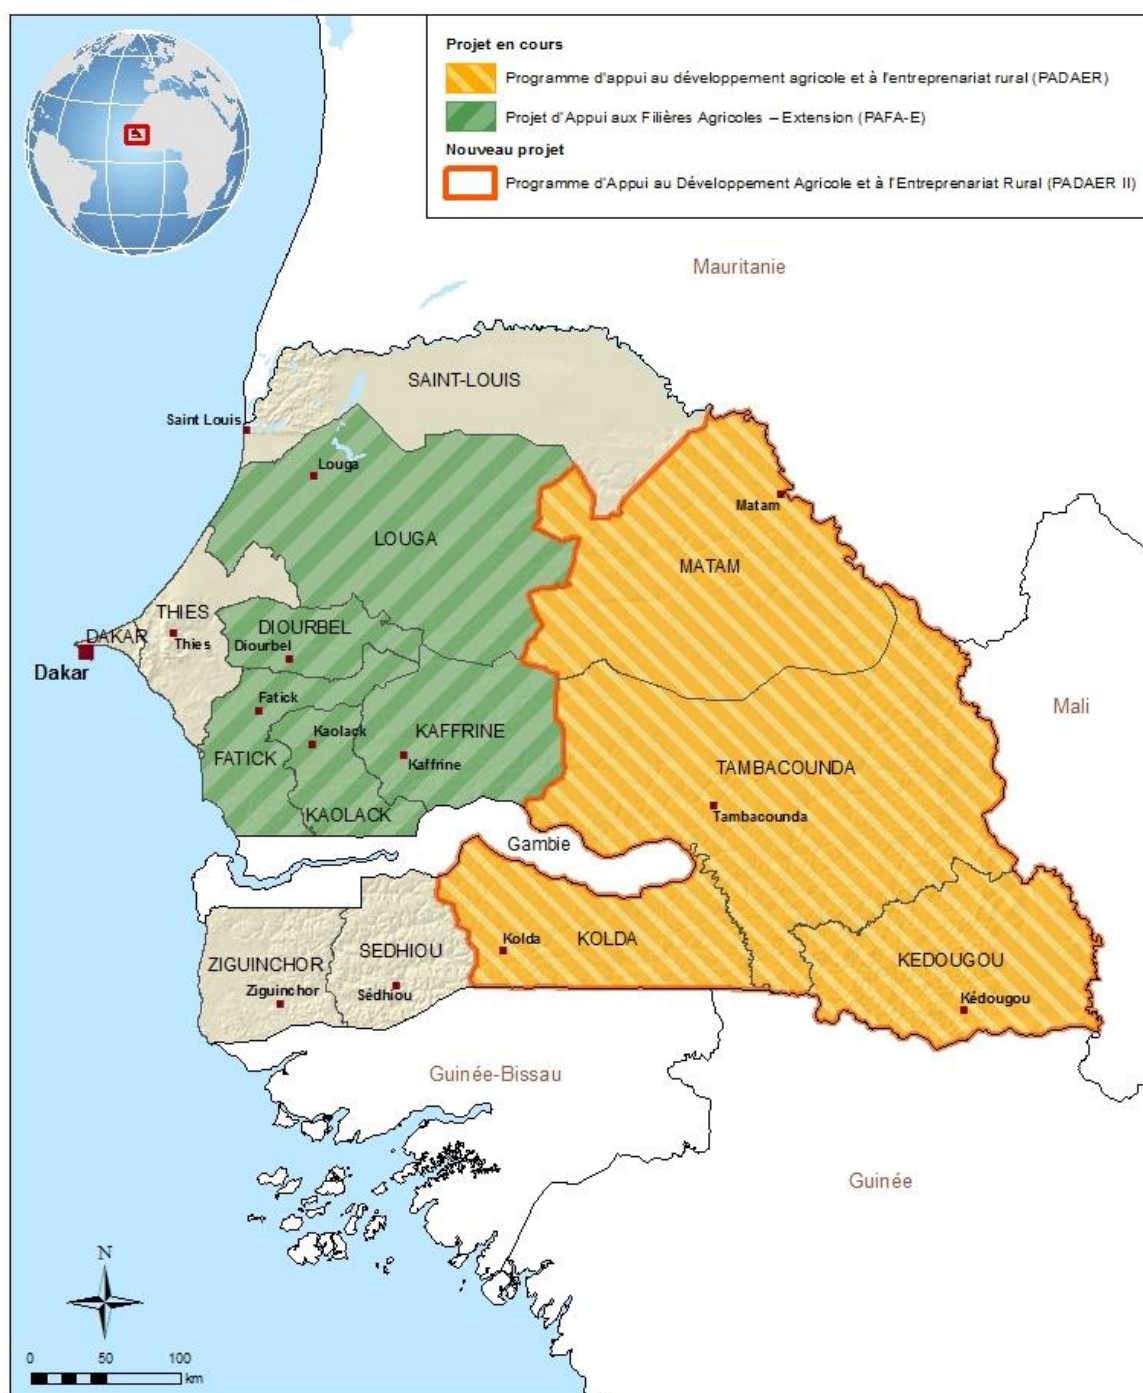 Projet en cours
Programme d'appui au développement agricole et à l'entreprenariat rural (PADAER)
Projet d'Appui aux Filières Agricoles – Extension (PAFA-E)
Nouveau projet
Programme d'Appui au Développement Agricole et à l'Entreprenariat Rural (PADAER II)
Mauritanie
SAINT-LOUIS
Saint Louis
Louga
Matam
LOUGA
MATAM
THIES
DIOURBEL
DAKAR
Thies
Diourbel
Dakar
Fatick
Mali
Kaolack
KAFFRINE
FATICK
Kaffrine
TAMBACOUNDA
KAOLACK
Tambacounda
Gambie
Kolda
KOLDA
SEDHIOU
ZIGUINCHOR
KEDOUGOU
Ziguinchor
Sédhiou
Kédougou
Guinée-Bissau
Guinée
N
0 50 100
km